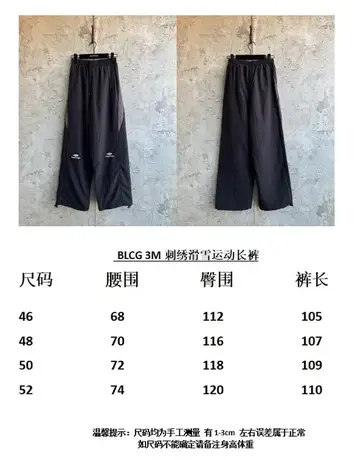 BLCG 3M 刺绣滑雪运动长裤
尺码 腰围 臀围 裤长
46 68 112 105
48 70 116 107
50 72 118 109
52 74 120 110
温馨提示：尺码均为手工测量 有 1-3cm 左右误差属于正常
如尺码不能确定请备注身高体重